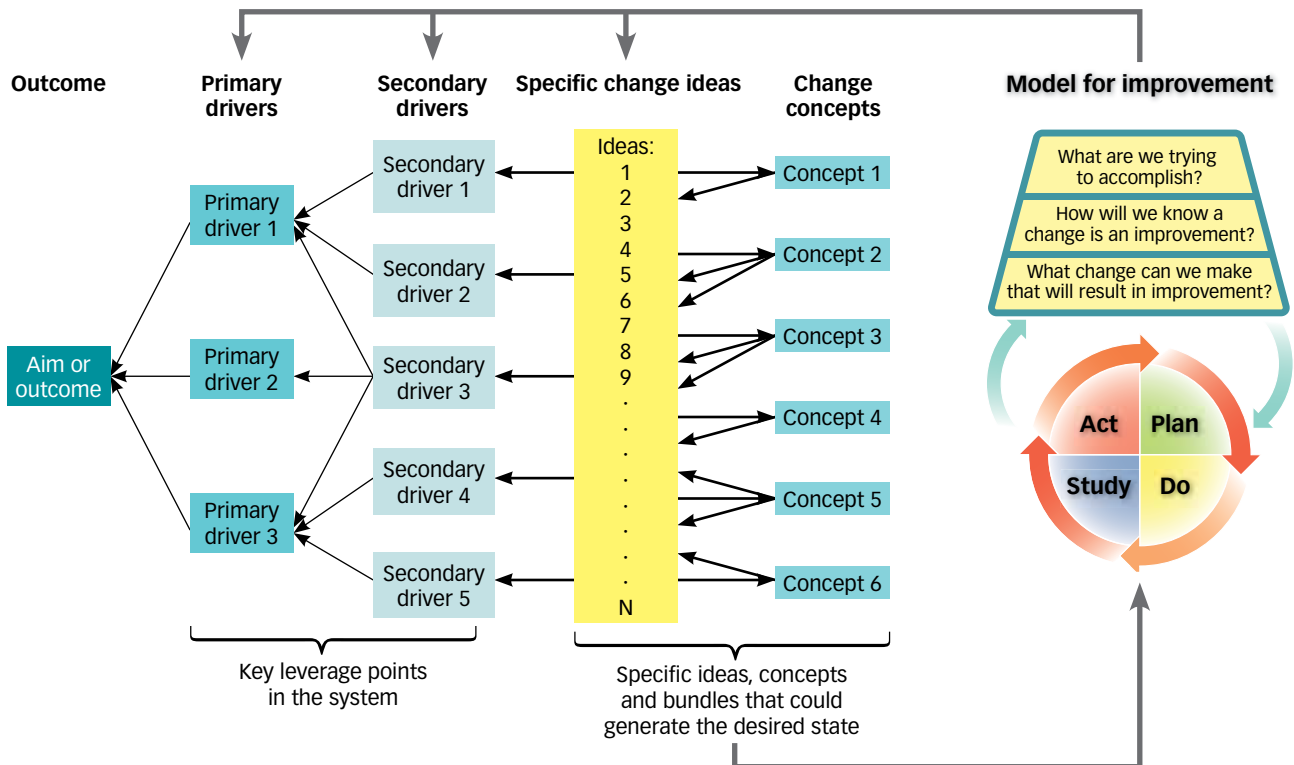 Outcome
Primary
drivers
Secondary
drivers
Specific change ideas
Change
concepts
Model for improvement
Aim or
outcome
Primary
driver 1
Primary
driver 2
Primary
driver 3
Secondary
driver 1
Secondary
driver 2
Secondary
driver 3
Secondary
driver 4
Secondary
driver 5
Ideas:
1
2
3
4
5
6
7
8
9
.
.
.
.
.
.
.
.
N
Concept 1
Concept 2
Concept 3
Concept 4
Concept 5
Concept 6
What are we trying
to accomplish?
How will we know a
change is an improvement?
What change can we make
that will result in improvement?
Act
Plan
Study
Do
Key leverage points
in the system
Specific ideas, concepts
and bundles that could
generate the desired state